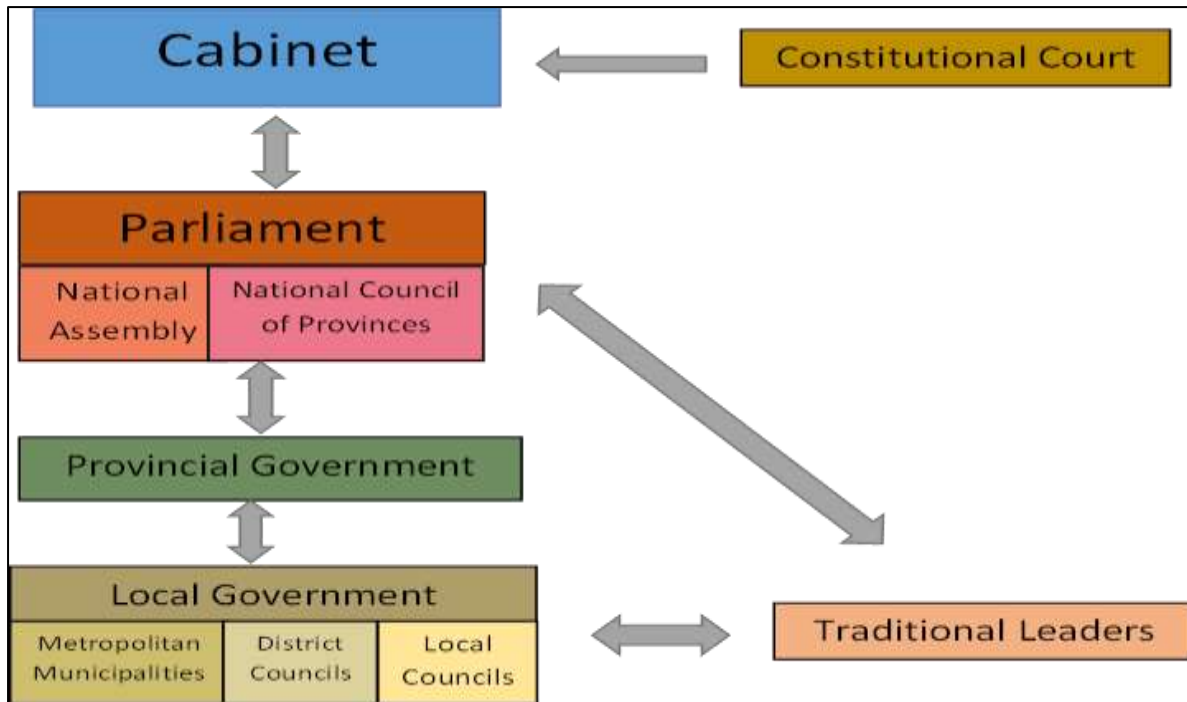 Cabinet
Constitutional Court
Parliament
National
Assembly
National Council
of Provinces
Provincial Government
Local Government
Metropolitan
Municipalities
District
Councils
Local
Councils
Traditional Leaders